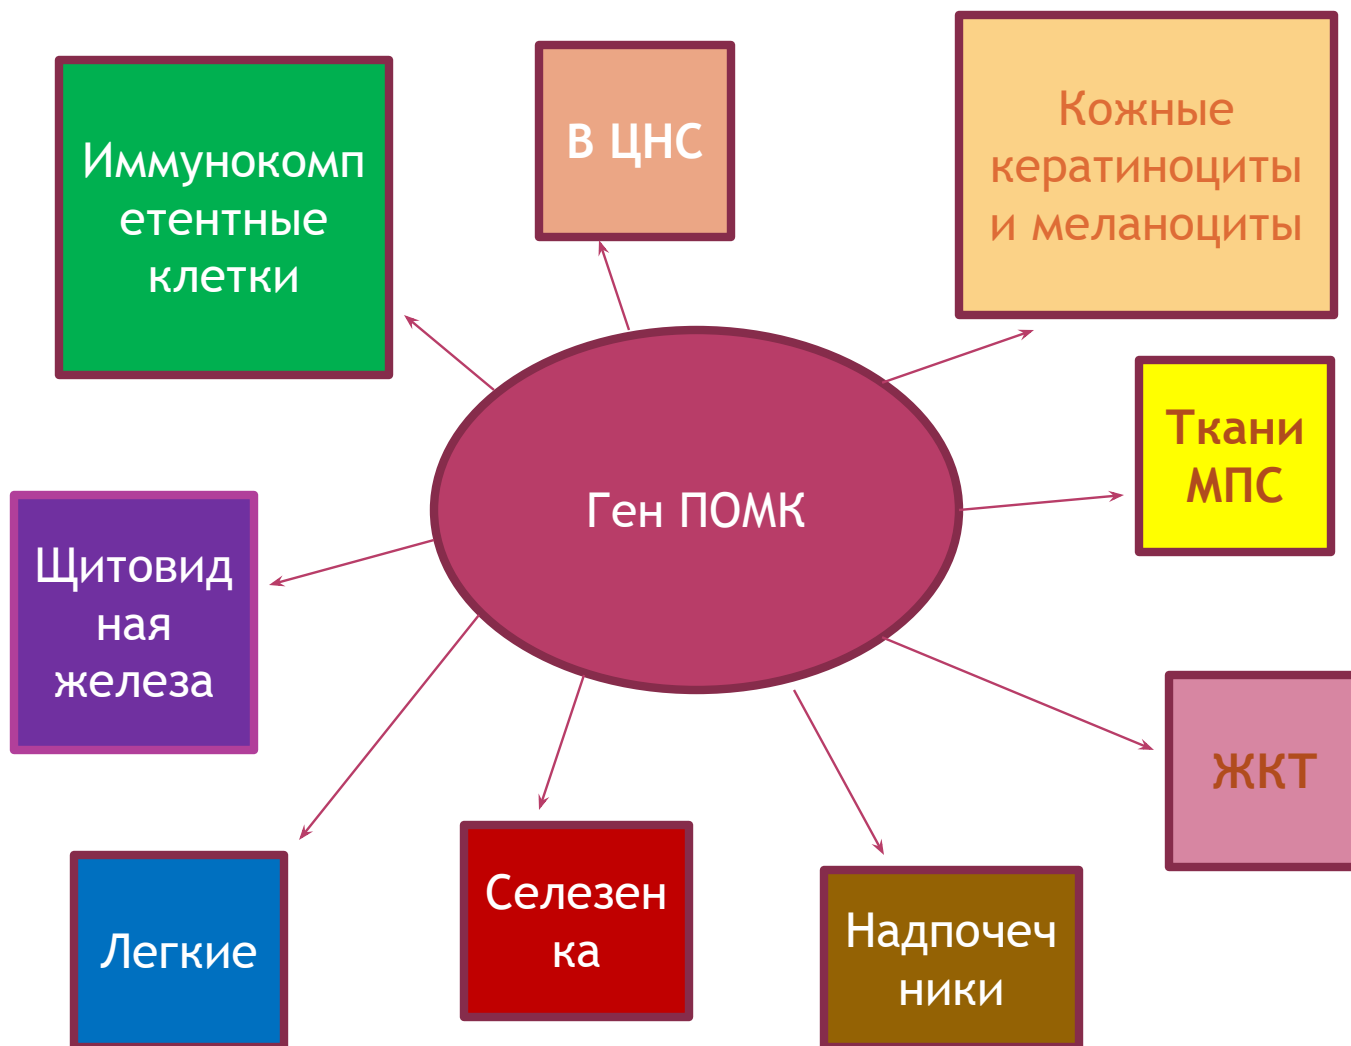 Иммунокомп
етентные
клетки
В ЦНС
Кожные
кератиноциты
и меланоциты
Ткани
МПС
Ген ПОМК
Щитовид
ная
железа
ЖКТ
Легкие
Селезен
ка
Надпочеч
ники